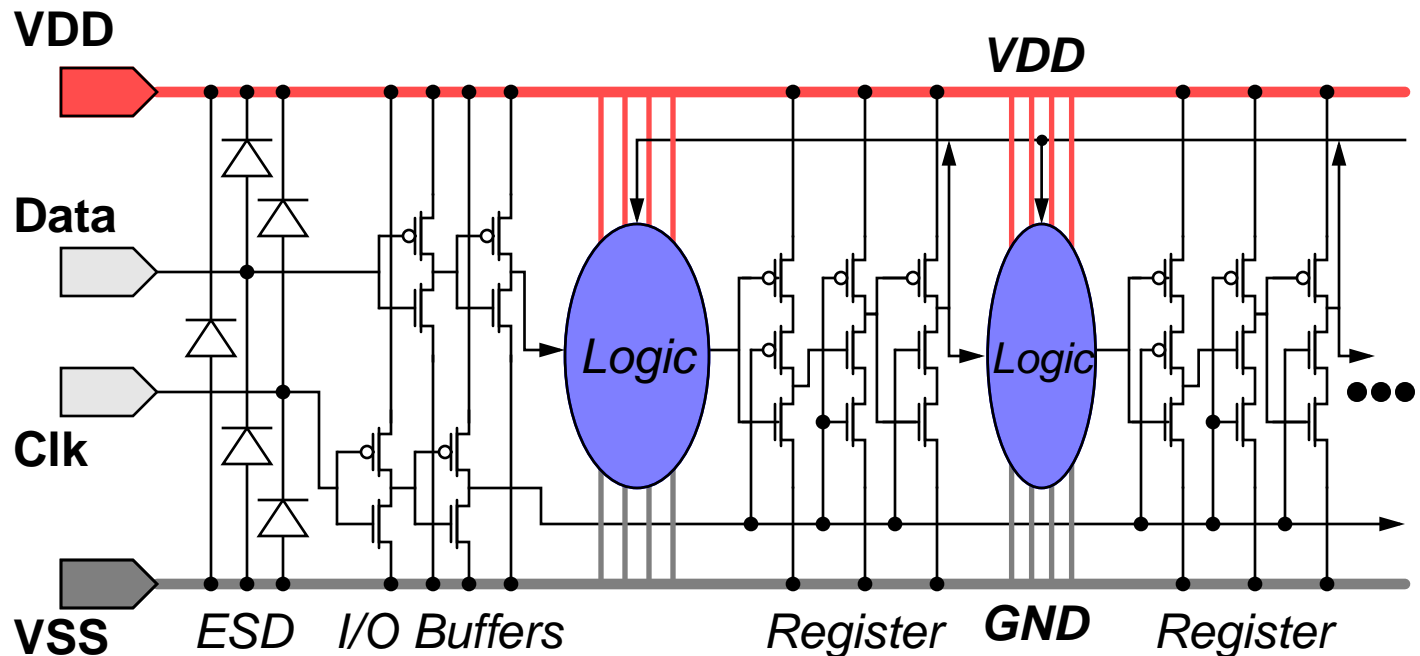 VDD
VDD
Data
Logic
Logic
Clk
VSS
ESD
I/O Buffers
Register
GND
Register